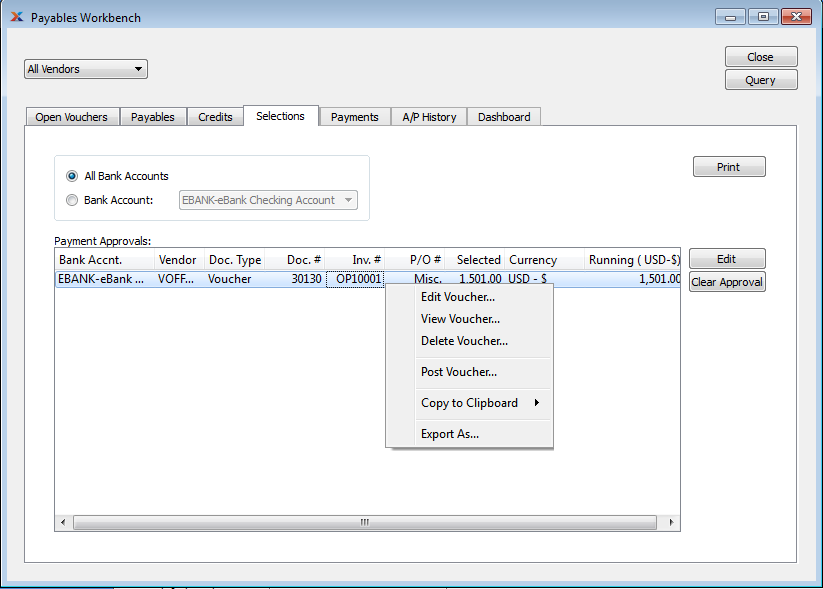 Payables Workbench
All Vendors
Close
Query
Open Vouchers Payables Credits Selections Payments A/P History Dashboard
All Bank Accounts
Bank Account: EBANK-eBank Checking Account
Print
Payment Approvals:
Bank Accnt. Vendor Doc. Type Doc. # Inv. # P/O # Selected Currency Running ( USD-$)
EBANK-eBank ... VOFF... Voucher 30130 OP10001 Misc. 1,501.00 USD - $ 1,501.00
Edit
Clear Approval
Edit Voucher...
View Voucher...
Delete Voucher...
Post Voucher...
Copy to Clipboard
Export As...